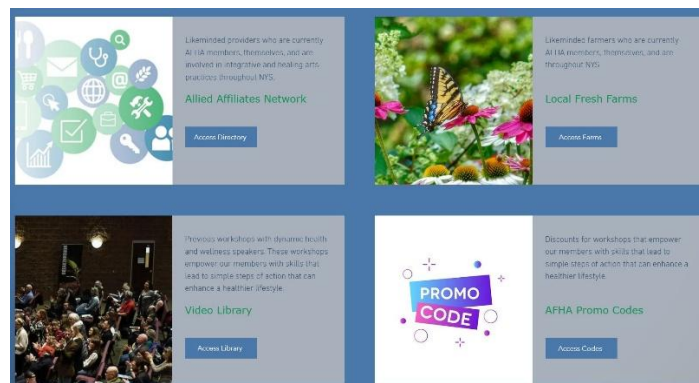 Likeminded providers who are currently
AFHA members, themselves, and are
involved in integrative and healing arts
practices throughout NYS.
Allied Affiliates Network
Access Directory
Likeminded farmers who are currently
AFHA members, themselves, and are
throughout NYS.
Local Fresh Farms
Access Farms
Previous workshops with dynamic health
and wellness speakers. These workshops
empower our members with skills that
lead to simple steps of action that can
enhance a healthier lifestyle.
Video Library
Access Library
PROMO
CODE
Discounts for workshops that empower
our members with skills that lead to
simple steps of action that can enhance a
healthier lifestyle.
AFHA Promo Codes
Access Codes